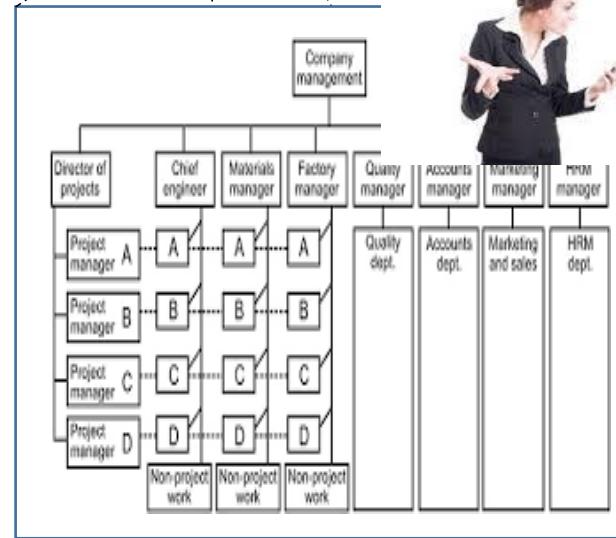 Company
management
Director of
projects
Chief
engineer
Materials
manager
Factory
manager
Quality
manager
Accounts
manager
Marketing
manager
HRM
manager
Project
manager A
A
A
A
Project
manager B
B
B
B
Project
manager C
C
C
C
Project
manager D
D
D
D
Non-project
work
Non-project
work
Non-project
work
Quality
dept.
Accounts
dept.
Marketing
and sales
HRM
dept.